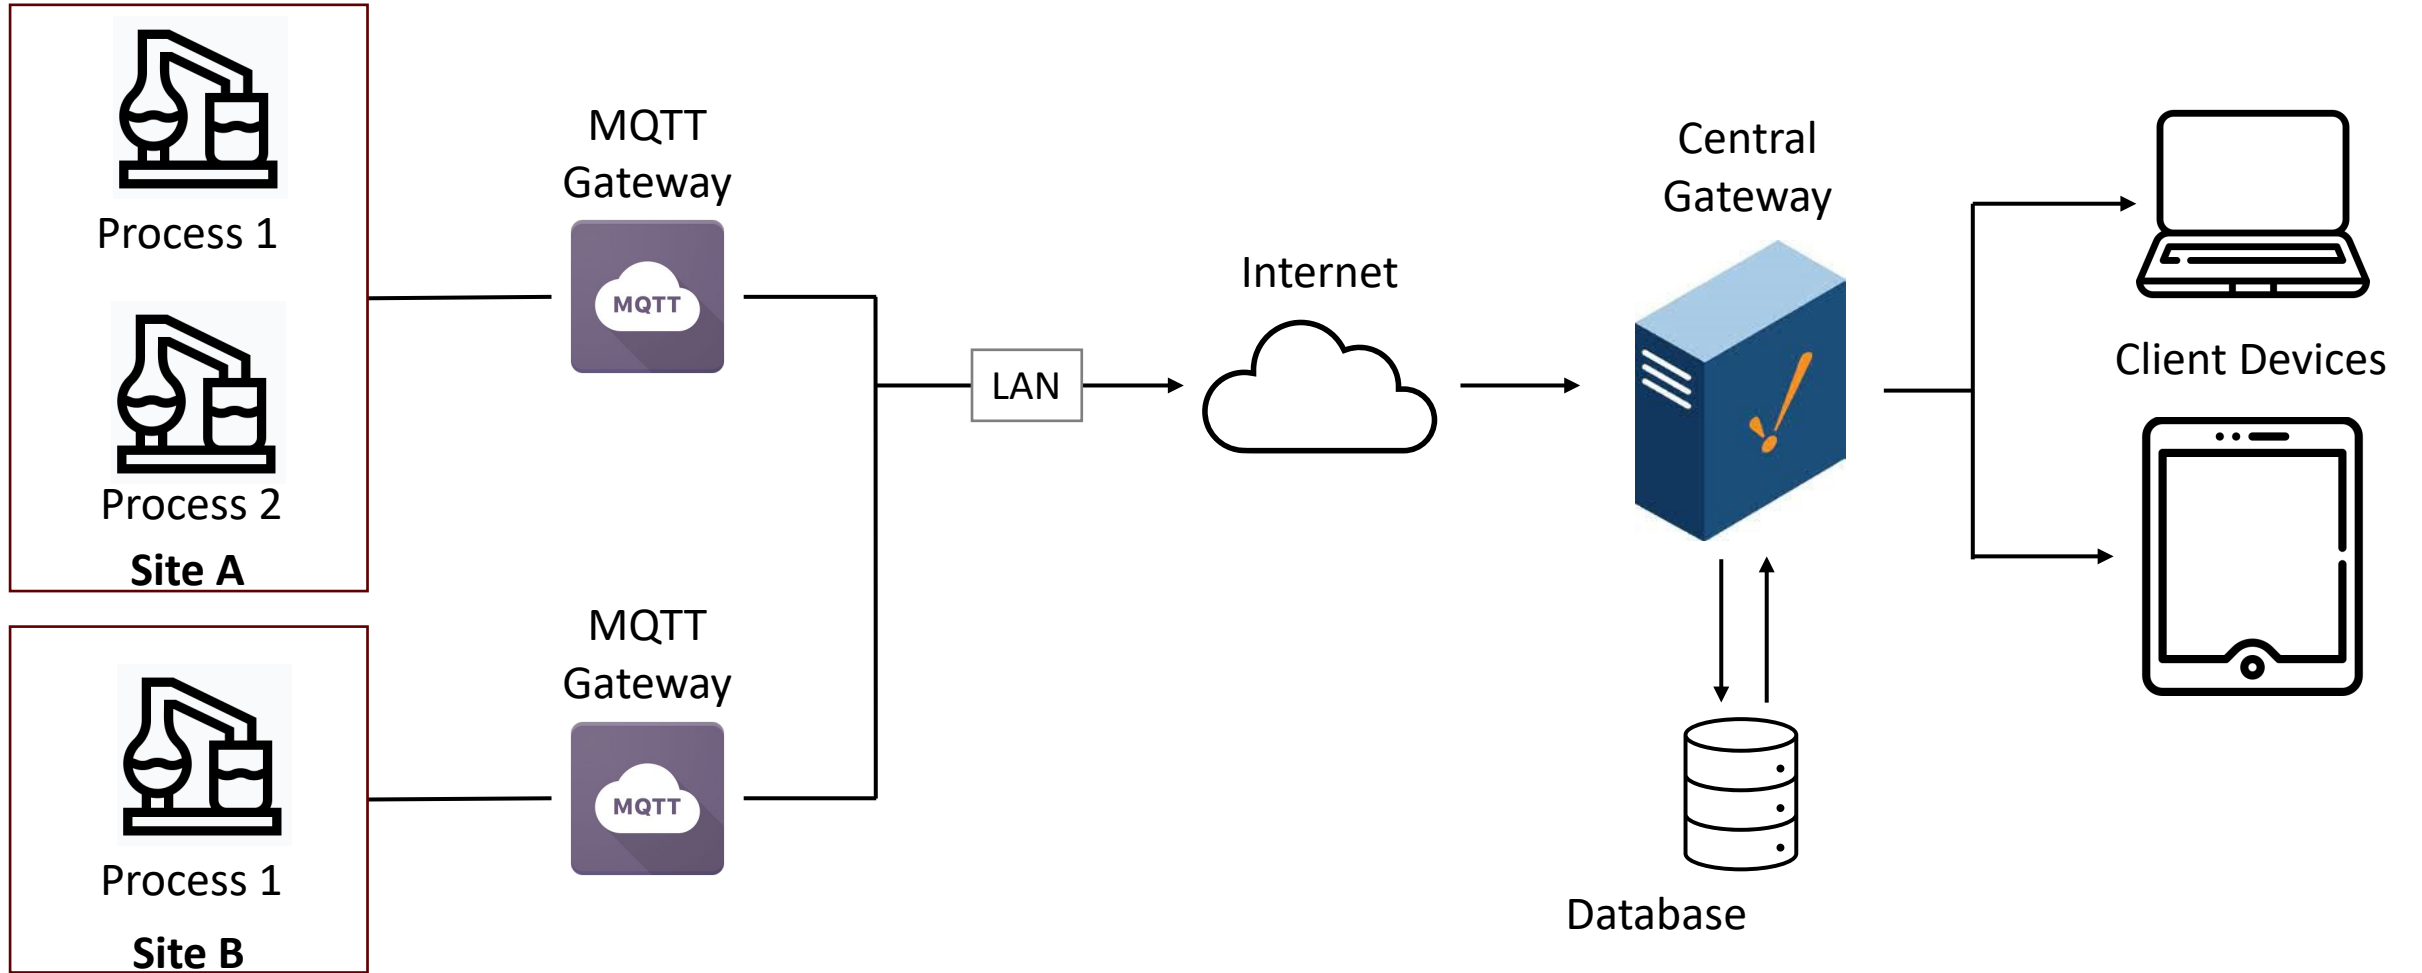 Process 1
Process 2
Site A
MQTT
Gateway
MQTT
Process 1
Site B
MQTT
Gateway
MQTT
LAN
Internet
Central
Gateway
Database
Client Devices